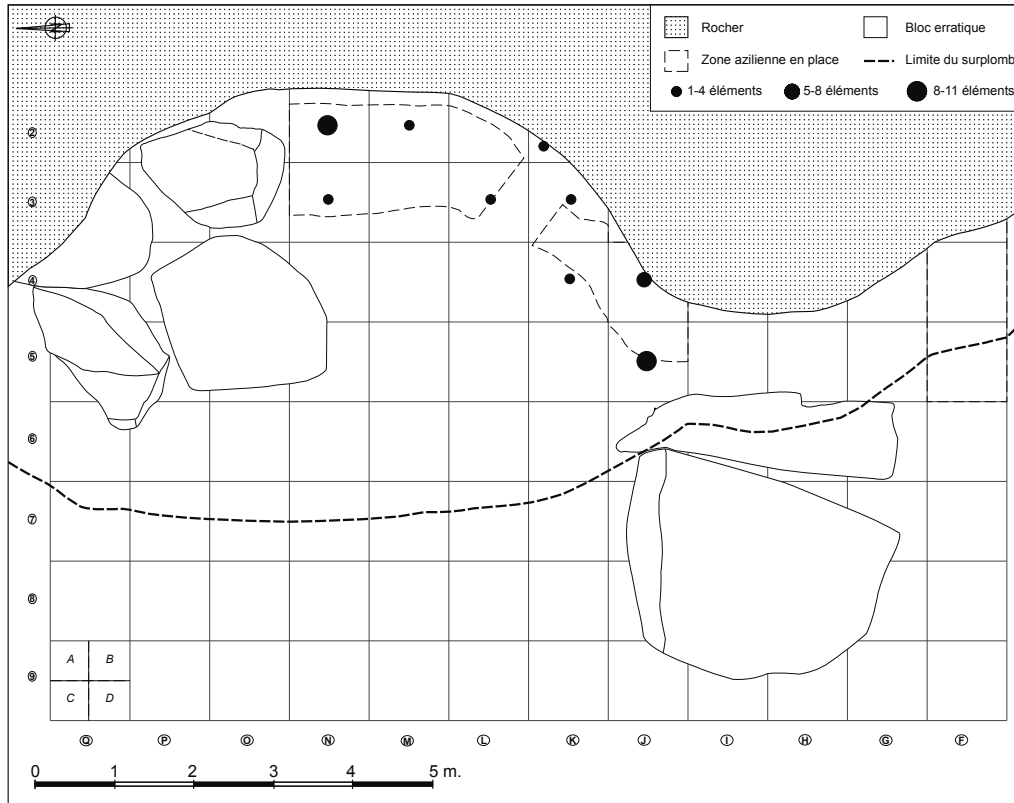 N
Rocher
Bloc erratique
Zone azilienne en place
Limite du surplomb
1-4 éléments
5-8 éléments
8-11 éléments
2
3
4
5
6
7
8
9
A B
C D
Q P O N M L K J I H G F
0 1 2 3 4 5 m.